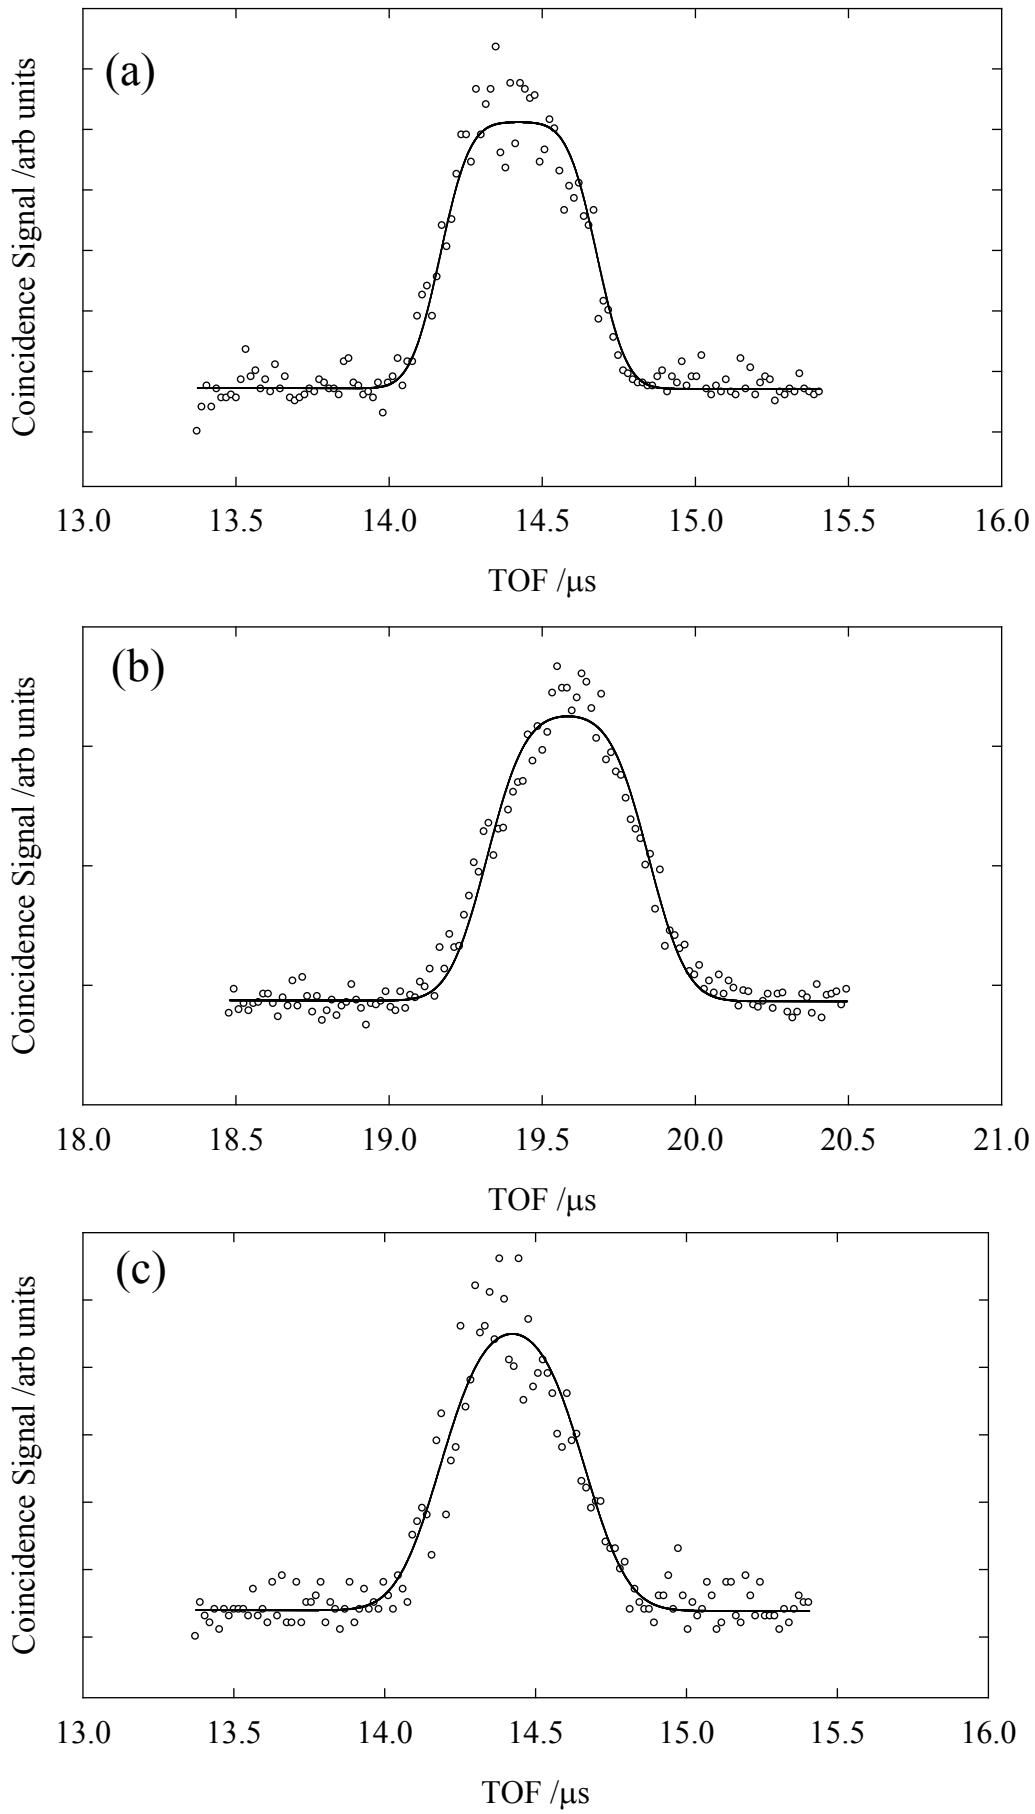 (a)
Coincidence Signal /arb units
13.0 13.5 14.0 14.5 15.0 15.5 16.0
TOF /μs
(b)
Coincidence Signal /arb units
18.0 18.5 19.0 19.5 20.0 20.5 21.0
TOF /μs
(c)
Coincidence Signal /arb units
13.0 13.5 14.0 14.5 15.0 15.5 16.0
TOF /μs